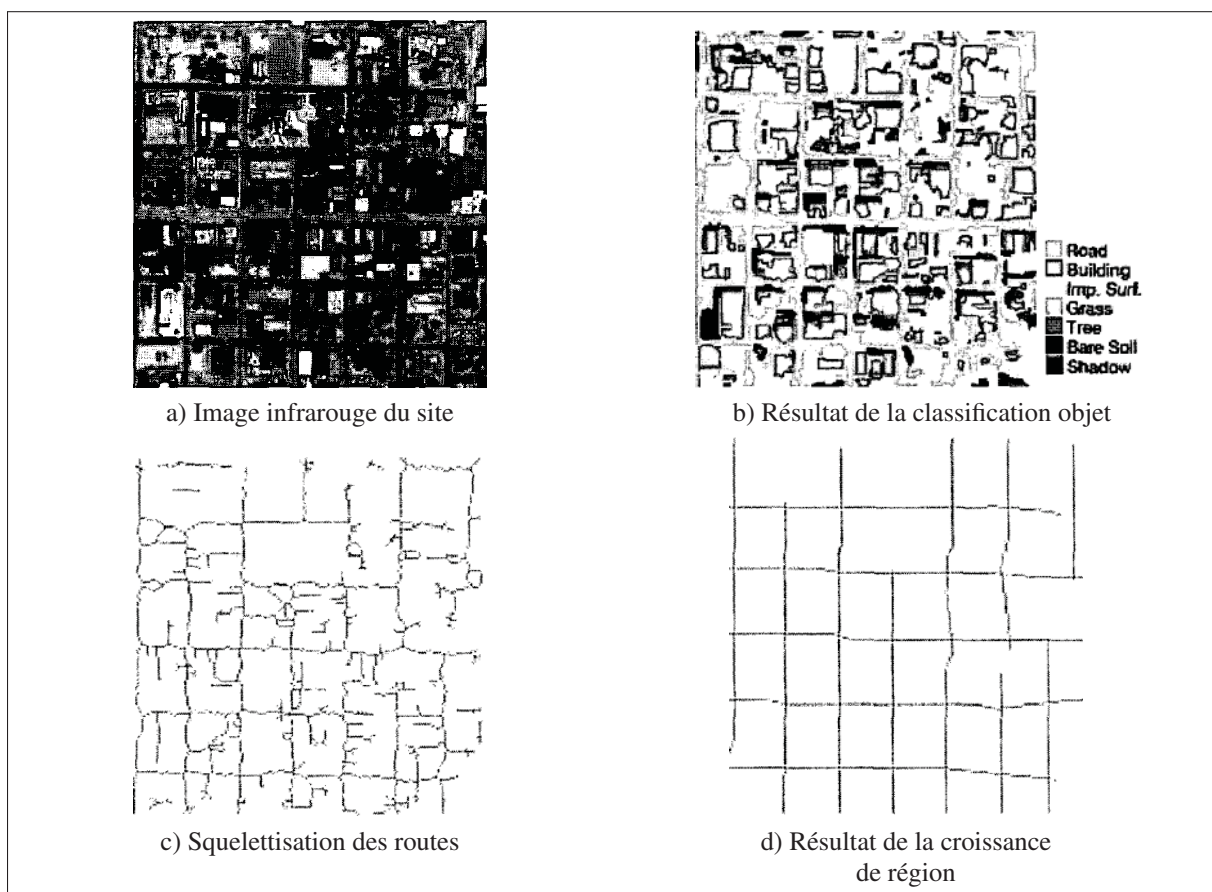 a) Image infrarouge du site
Road
Building
Imp. Surf.
Grass
Tree
Bare Soil
Shadow
b) Résultat de la classification objet
c) Squelettisation des routes
d) Résultat de la croissance
de région